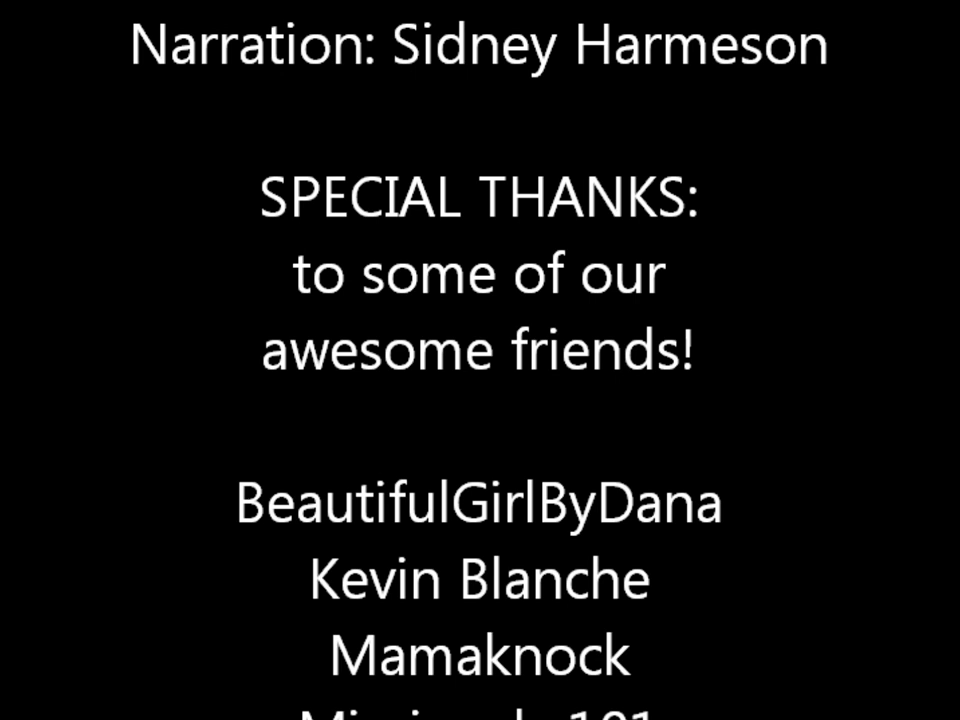 Narration: Sidney Harmeson
SPECIAL THANKS:
to some of our
awesome friends!
BeautifulGirlByDana
Kevin Blanche
Mamaknock